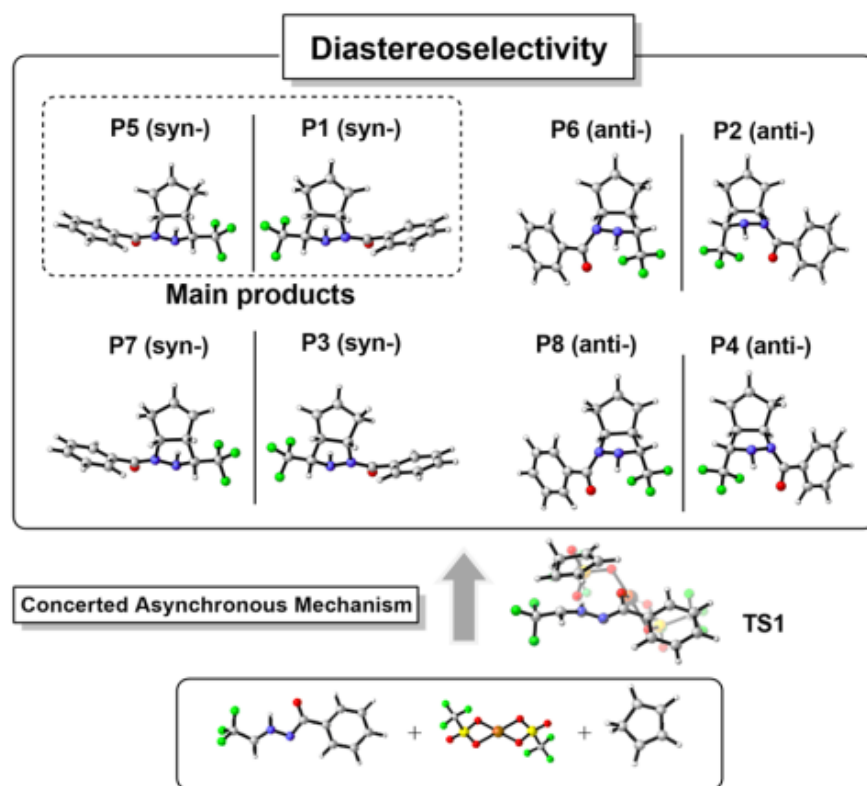 Diastereoselectivity
P5 (syn-) P1 (syn-) P6 (anti-) P2 (anti-)
Main products
P7 (syn-) P3 (syn-) P8 (anti-) P4 (anti-)
Concerted Asynchronous Mechanism
TS1
+ +